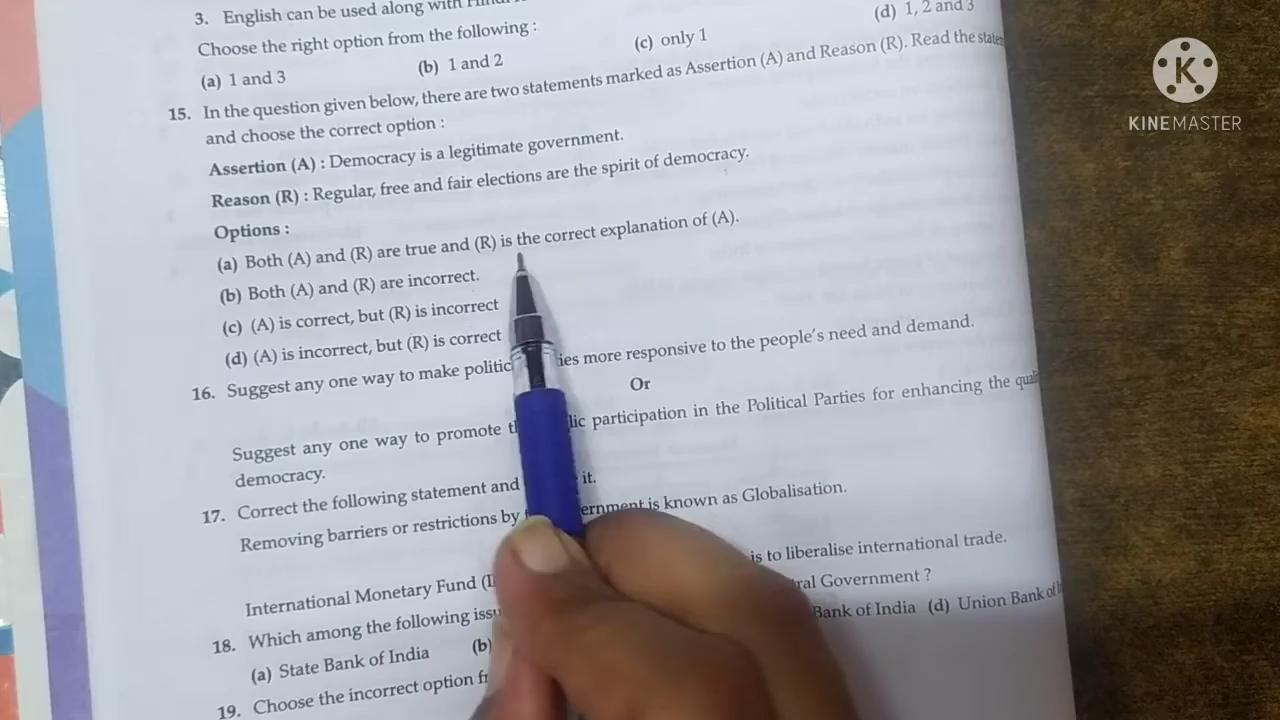 3. English can be used along with
Choose the right option from the following :
(a) 1 and 3 (b) 1 and 2 (c) only 1 (d) 1, 2 and 3
15. In the question given below, there are two statements marked as Assertion (A) and Reason (R). Read the
and choose the correct option :
Assertion (A) : Democracy is a legitimate government.
Reason (R) : Regular, free and fair elections are the spirit of democracy.
Options :
(a) Both (A) and (R) are true and (R) is the correct explanation of (A).
(b) Both (A) and (R) are incorrect.
(c) (A) is correct, but (R) is incorrect
(d) (A) is incorrect, but (R) is correct
16. Suggest any one way to make more responsive to the people's need and demand.
Or
Suggest any one way to promote participation in the Political Parties for enhancing the
democracy.
17. Correct the following statement and it.
Removing barriers or restrictions by is known as Globalisation.
International Monetary Fund is to liberalise international trade.
18. Which among the following Government ?
(a) State Bank of India (b) Bank of India (d) Union Bank of
19. Choose the incorrect option
KINEMASTER